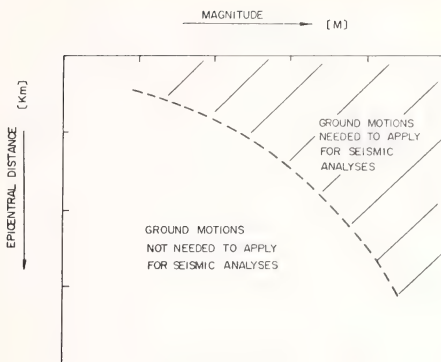 MAGNITUDE
[M]
[Km]
EPICENTRAL DISTANCE
GROUND MOTIONS
NEEDED TO APPLY
FOR SEISMIC
ANALYSES
GROUND MOTIONS
NOT NEEDED TO APPLY
FOR SEISMIC ANALYSES